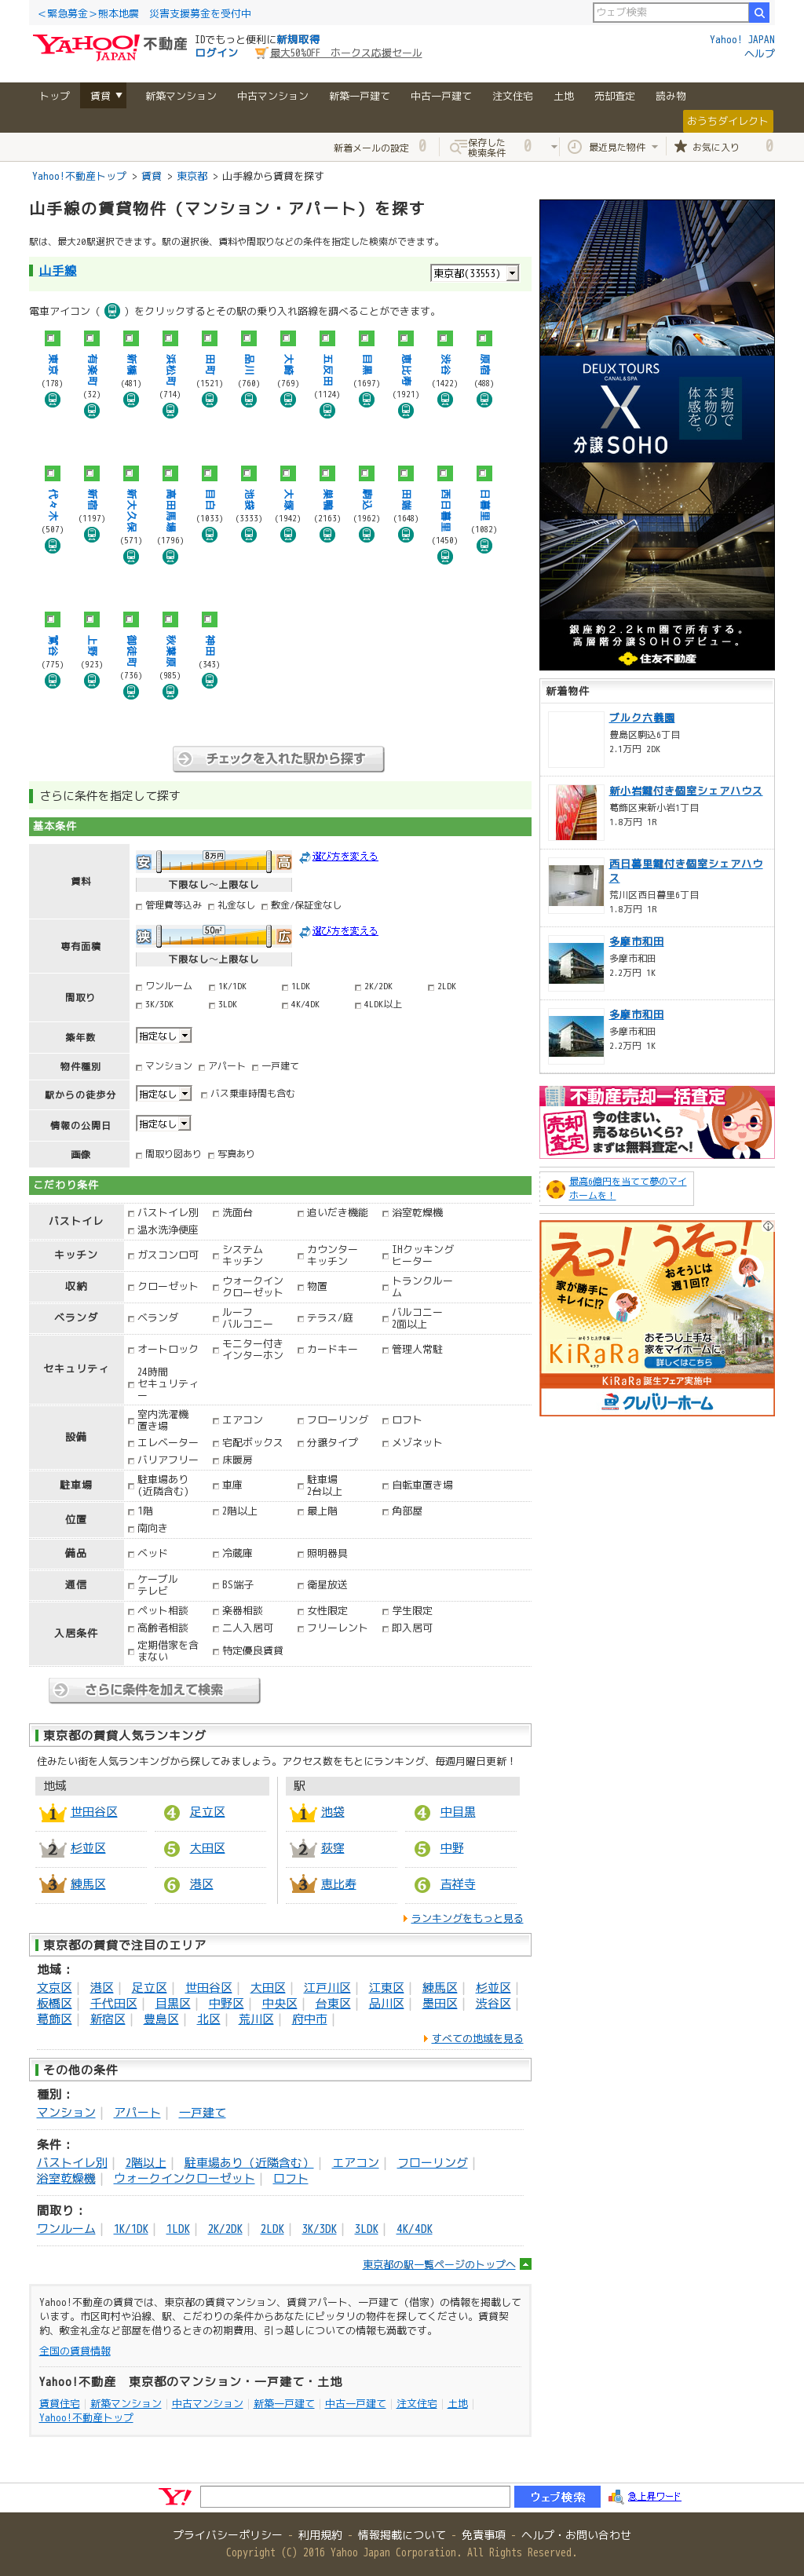 ＜緊急募金＞熊本地震　災害支援募金を受付中
ウェブ検索
YAHOO! JAPAN 不動産
IDでもっと便利に新規取得
ログイン
最大50%OFF　ホークス応援セール
Yahoo! JAPAN
ヘルプ
トップ 賃貸 ▼ 新築マンション 中古マンション 新築一戸建て 中古一戸建て 注文住宅 土地 売却査定 読み物
おうちダイレクト
新着メールの設定 0 保存した検索条件 0 最近見た物件 お気に入り 0
Yahoo!不動産トップ > 賃貸 > 東京都 > 山手線から賃貸を探す
山手線の賃貸物件（マンション・アパート）を探す
駅は、最大20駅選択できます。駅の選択後、賃料や間取りなどの条件を指定した検索ができます。
山手線
東京都(33553)
電車アイコン（ ）をクリックするとその駅の乗り入れ路線を調べることができます。
東京 (178)
有楽町 (32)
新橋 (481)
浜松町 (714)
田町 (1521)
品川 (760)
大崎 (769)
五反田 (1124)
目黒 (1697)
恵比寿 (1921)
渋谷 (1422)
原宿 (488)
代々木 (507)
新宿 (1197)
新大久保 (571)
高田馬場 (1796)
目白 (1033)
池袋 (3333)
大塚 (1942)
巣鴨 (2163)
駒込 (1962)
田端 (1648)
西日暮里 (1450)
日暮里 (1082)
鶯谷 (775)
上野 (923)
御徒町 (736)
秋葉原 (985)
神田 (343)
チェックを入れた駅から探す
さらに条件を指定して探す
基本条件
賃料
安 8万円 高 選び方を変える
下限なし～上限なし
管理費等込み 礼金なし 敷金/保証金なし
専有面積
狭 50m² 広 選び方を変える
下限なし～上限なし
間取り
ワンルーム 1K/1DK 1LDK 2K/2DK 2LDK
3K/3DK 3LDK 4K/4DK 4LDK以上
築年数 指定なし
物件種別 マンション アパート 一戸建て
駅からの徒歩分 指定なし バス乗車時間も含む
情報の公開日 指定なし
画像 間取り図あり 写真あり
こだわり条件
バストイレ
バストイレ別 洗面台 追いだき機能 浴室乾燥機
温水洗浄便座
キッチン
ガスコンロ可 システムキッチン カウンターキッチン IHクッキングヒーター
収納
クローゼット ウォークインクローゼット 物置 トランクルーム
ベランダ
ベランダ ルーフバルコニー テラス/庭 バルコニー2面以上
セキュリティ
オートロック モニター付きインターホン カードキー 管理人常駐
24時間セキュリティー
設備
室内洗濯機置き場 エアコン フローリング ロフト
エレベーター 宅配ボックス 分譲タイプ メゾネット
バリアフリー 床暖房
駐車場
駐車場あり(近隣含む) 車庫 駐車場2台以上 自転車置き場
位置
1階 2階以上 最上階 角部屋
南向き
備品
ベッド 冷蔵庫 照明器具
通信
ケーブルテレビ BS端子 衛星放送
入居条件
ペット相談 楽器相談 女性限定 学生限定
高齢者相談 二人入居可 フリーレント 即入居可
定期借家を含まない 特定優良賃貸
さらに条件を加えて検索
東京都の賃貸人気ランキング
住みたい街を人気ランキングから探してみましょう。アクセス数をもとにランキング、毎週月曜日更新！
地域 駅
1 世田谷区 4 足立区 1 池袋 4 中目黒
2 杉並区 5 大田区 2 荻窪 5 中野
3 練馬区 6 港区 3 恵比寿 6 吉祥寺
ランキングをもっと見る
東京都の賃貸で注目のエリア
地域：
文京区｜ 港区｜ 足立区｜ 世田谷区｜ 大田区｜ 江戸川区｜ 江東区｜ 練馬区｜ 杉並区｜
板橋区｜ 千代田区｜ 目黒区｜ 中野区｜ 中央区｜ 台東区｜ 品川区｜ 墨田区｜ 渋谷区｜
葛飾区｜ 新宿区｜ 豊島区｜ 北区｜ 荒川区｜ 府中市｜
すべての地域を見る
その他の条件
種別：
マンション｜ アパート｜ 一戸建て
条件：
バストイレ別｜ 2階以上｜ 駐車場あり（近隣含む）｜ エアコン｜ フローリング｜
浴室乾燥機｜ ウォークインクローゼット｜ ロフト
間取り：
ワンルーム｜ 1K/1DK｜ 1LDK｜ 2K/2DK｜ 2LDK｜ 3K/3DK｜ 3LDK｜ 4K/4DK
東京都の駅一覧ページのトップへ
Yahoo!不動産の賃貸では、東京都の賃貸マンション、賃貸アパート、一戸建て（借家）の情報を掲載して
います。市区町村や沿線、駅、こだわりの条件からあなたにピッタリの物件を探してください。賃貸契
約、敷金礼金など部屋を借りるときの初期費用、引っ越しについての情報も満載です。
全国の賃貸情報
Yahoo!不動産　東京都のマンション・一戸建て・土地
賃貸住宅｜新築マンション｜中古マンション｜新築一戸建て｜中古一戸建て｜注文住宅｜土地｜
Yahoo!不動産トップ
DEUX TOURS
CANAL&SPA
X
分譲SOHO
実物で本物の体感を。
銀座約2.2km圏で所有する、
高層階分譲SOHOデビュー。
住友不動産
新着物件
ブルク六義園
豊島区駒込6丁目
2.1万円 2DK
新小岩鍵付き個室シェアハウス
葛飾区東新小岩1丁目
1.8万円 1R
西日暮里鍵付き個室シェアハウス
荒川区西日暮里6丁目
1.8万円 1R
多摩市和田
多摩市和田
2.2万円 1K
多摩市和田
多摩市和田
2.2万円 1K
不動産売却一括査定
売却査定
今の住まい、
売るならいくら？
まずは無料査定へ！
最高6億円を当てて夢のマイホームを！
えっ！うそっ！
家が勝手にキレイに!?
おそうじは週1回!?
KiRaRa
おそうじ上手な
家をマイホームに。
詳しくはこちら
KiRaRa誕生フェア実施中
クレバリーホーム
Y! ウェブ検索 急上昇ワード
プライバシーポリシー - 利用規約 - 情報掲載について - 免責事項 - ヘルプ・お問い合わせ
Copyright (C) 2016 Yahoo Japan Corporation. All Rights Reserved.